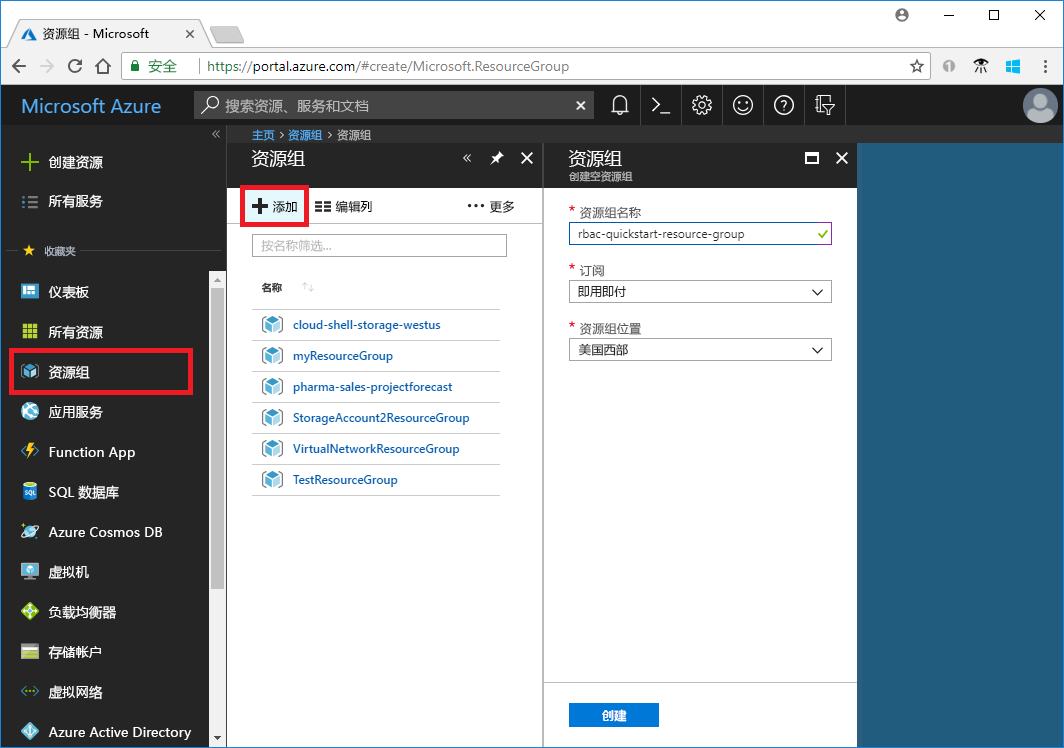 资源组 - Microsoft
安全
https://portal.azure.com/#create/Microsoft.ResourceGroup
Microsoft Azure
搜索资源、服务和文档
主页 > 资源组 > 资源组
创建资源
所有服务
收藏夹
仪表板
所有资源
资源组
应用服务
Function App
SQL 数据库
Azure Cosmos DB
虚拟机
负载均衡器
存储帐户
虚拟网络
Azure Active Directory
资源组
添加
编辑列
更多
按名称筛选...
名称
cloud-shell-storage-westus
myResourceGroup
pharma-sales-projectforecast
StorageAccount2ResourceGroup
VirtualNetworkResourceGroup
TestResourceGroup
资源组
创建空资源组
* 资源组名称
rbac-quickstart-resource-group
* 订阅
即用即付
* 资源组位置
美国西部
创建